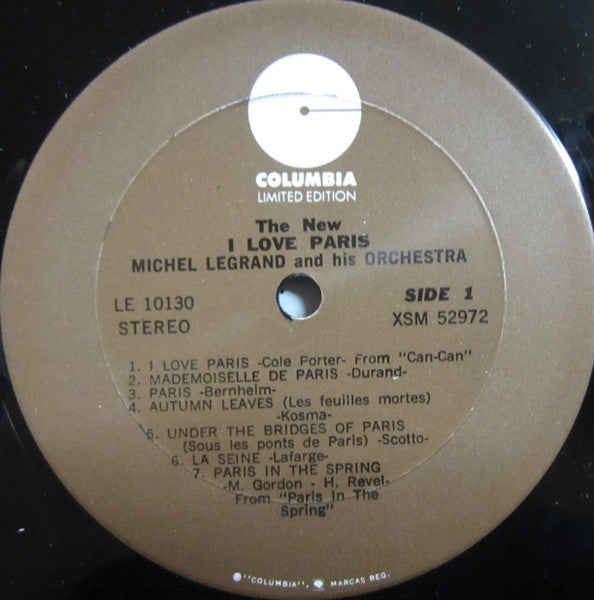 COLUMBIA
LIMITED EDITION
The New
I LOVE PARIS
MICHEL LEGRAND and his ORCHESTRA
LE 10130
STEREO
SIDE 1
XSM 52972
1. I LOVE PARIS -Cole Porter- From "Can-Can"
2. MADEMOISELLE DE PARIS -Durand-
3. PARIS -Bernheim-
4. AUTUMN LEAVES (Les feuilles mortes)
-Kosma-
5. UNDER THE BRIDGES OF PARIS
(Sous les ponts de Paris) -Scotto-
6. LA SEINE -Lafarge-
7. PARIS IN THE SPRING
-M. Gordon - H. Revel-
From "Paris in The
Spring"
℗ "COLUMBIA", MARCAS REG.